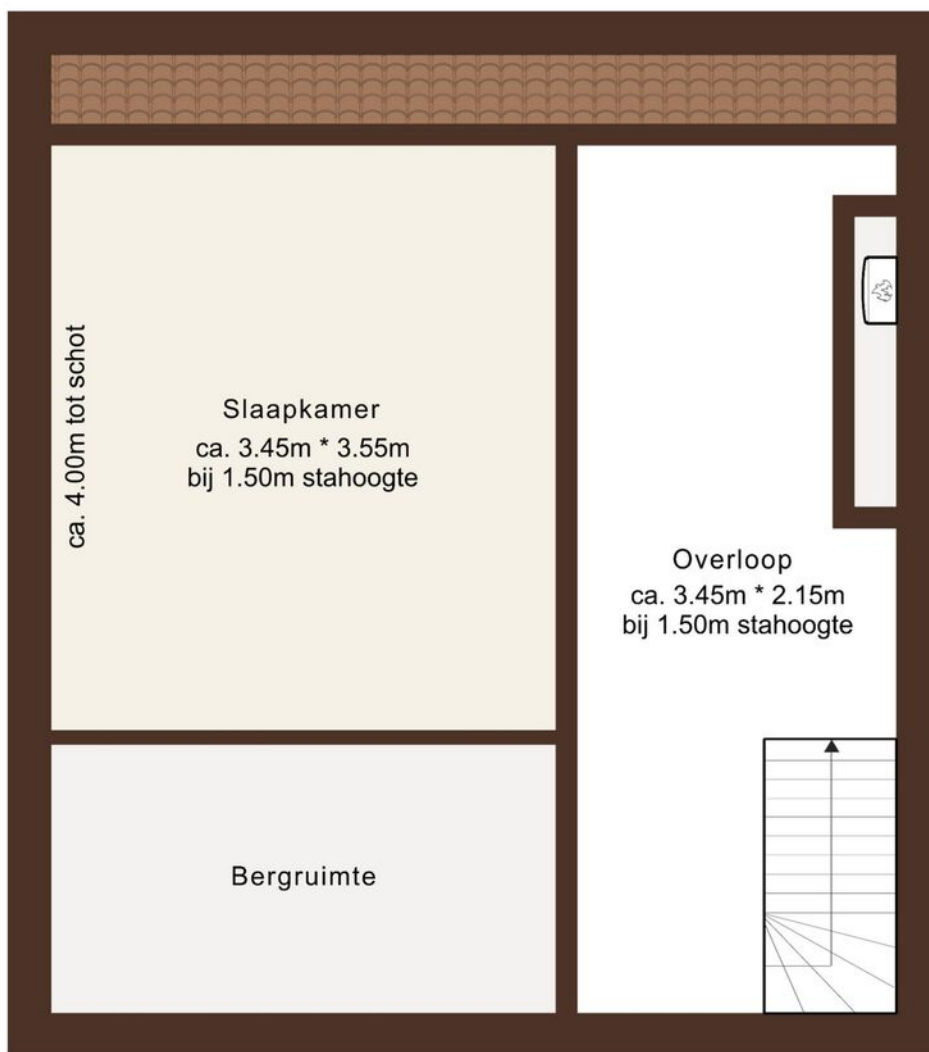 ca. 4.00m tot schot
Slaapkamer
ca. 3.45m * 3.55m
bij 1.50m stahoogte
Overloop
ca. 3.45m * 2.15m
bij 1.50m stahoogte
Bergruimte